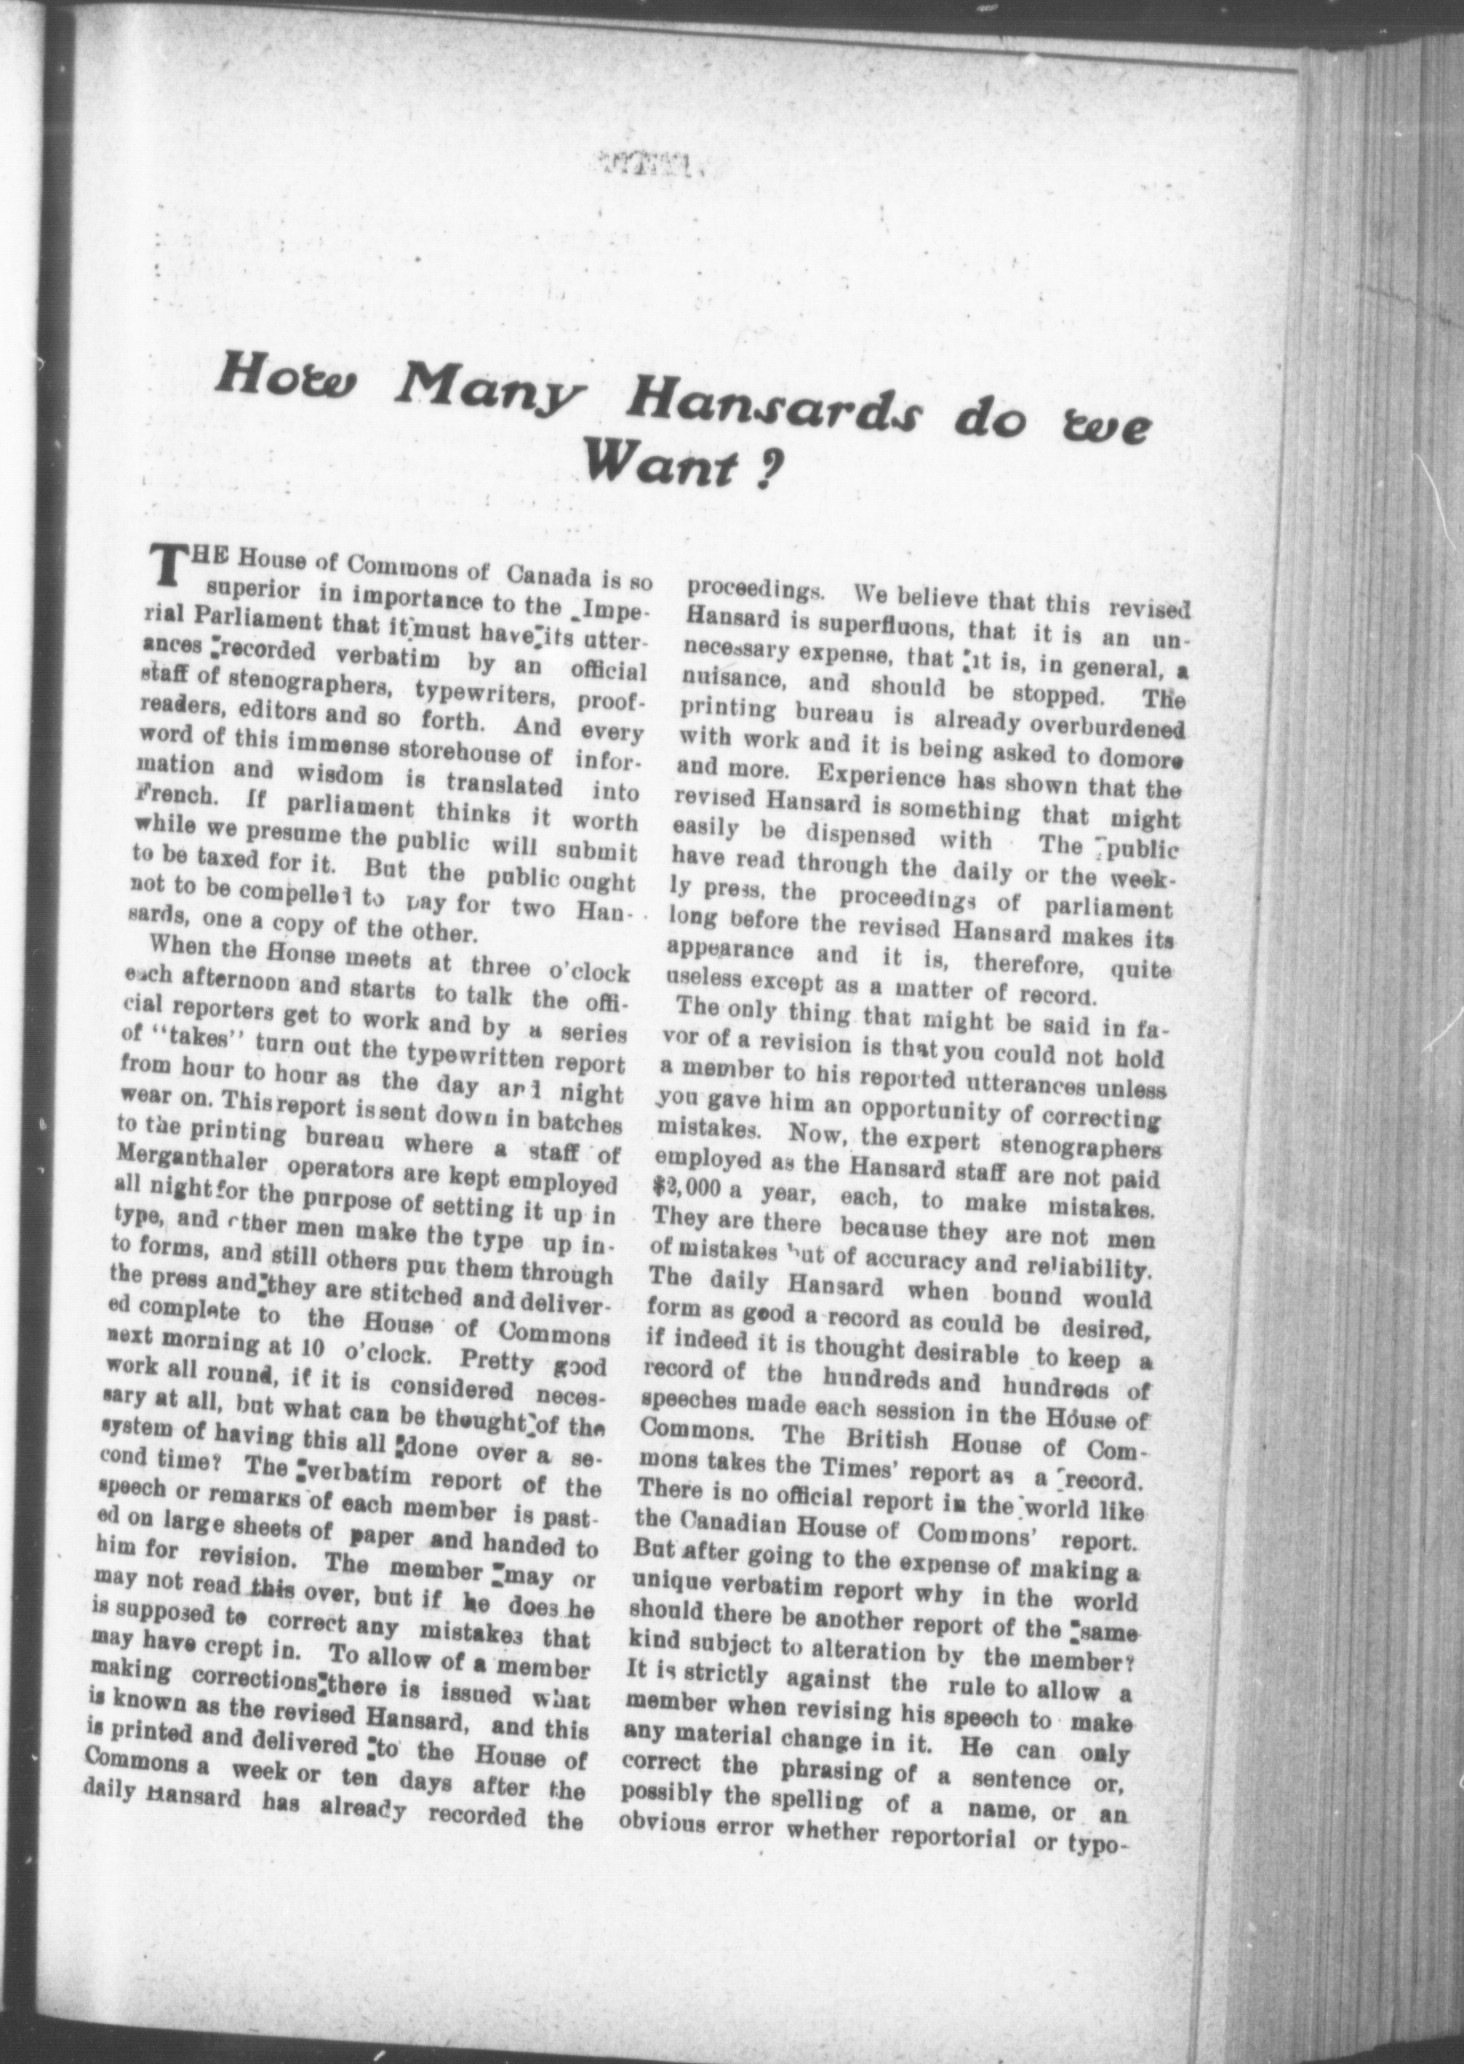 How Many Hansards do we
Want?
THE House of Commons of Canada is so
superior in importance to the Impe-
rial Parliament that it must have its utter-
ances recorded verbatim by an official
staff of stenographers, typewriters, proof-
readers, editors and so forth. And every
word of this immense storehouse of infor-
mation and wisdom is translated into
French. If parliament thinks it worth
while we presume the public will submit
to be taxed for it. But the public ought
not to be compelled to pay for two Han-
sards, one a copy of the other.
When the House meets at three o'clock
each afternoon and starts to talk the offi-
cial reporters get to work and by a series
of "takes" turn out the typewritten report
from hour to hour as the day and night
wear on. This report is sent down in batches
to the printing bureau where a staff of
Merganthaler operators are kept employed
all night for the purpose of setting it up in
type, and other men make the type up in-
to forms, and still others put them through
the press and they are stitched and deliver-
ed complete to the House of Commons
next morning at 10 o'clock. Pretty good
work all round, if it is considered neces-
sary at all, but what can be thought of the
system of having this all done over a se-
cond time? The verbatim report of the
speech or remarks of each member is past-
ed on large sheets of paper and handed to
him for revision. The member may or
may not read this over, but if he does he
is supposed to correct any mistakes that
may have crept in. To allow of a member
making corrections there is issued what
is known as the revised Hansard, and this
is printed and delivered to the House of
Commons a week or ten days after the
daily Hansard has already recorded the
proceedings. We believe that this revised
Hansard is superfluous, that it is an un-
necessary expense, that it is, in general, a
nuisance, and should be stopped. The
printing bureau is already overburdened
with work and it is being asked to domore
and more. Experience has shown that the
revised Hansard is something that might
easily be dispensed with The public
have read through the daily or the week-
ly press, the proceedings of parliament
long before the revised Hansard makes its
appearance and it is, therefore, quite
useless except as a matter of record.
The only thing that might be said in fa-
vor of a revision is that you could not hold
a member to his reported utterances unless
you gave him an opportunity of correcting
mistakes. Now, the expert stenographers
employed as the Hansard staff are not paid
$2,000 a year, each, to make mistakes.
They are there because they are not men
of mistakes but of accuracy and reliability.
The daily Hansard when bound would
form as good a record as could be desired,
if indeed it is thought desirable to keep a
record of the hundreds and hundreds of
speeches made each session in the House of
Commons. The British House of Com-
mons takes the Times' report as a record.
There is no official report in the world like
the Canadian House of Commons' report.
But after going to the expense of making a
unique verbatim report why in the world
should there be another report of the same
kind subject to alteration by the member?
It is strictly against the rule to allow a
member when revising his speech to make
any material change in it. He can only
correct the phrasing of a sentence or,
possibly the spelling of a name, or an
obvious error whether reportorial or typo-